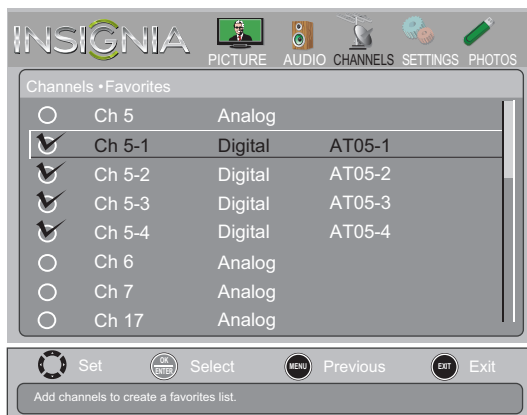 INSIGNIA
PICTURE AUDIO CHANNELS SETTINGS PHOTOS
Channels • Favorites
Ch 5 Analog
Ch 5-1 Digital AT05-1
Ch 5-2 Digital AT05-2
Ch 5-3 Digital AT05-3
Ch 5-4 Digital AT05-4
Ch 6 Analog
Ch 7 Analog
Ch 17 Analog
Set OK ENTER Select MENU Previous EXIT Exit
Add channels to create a favorites list.